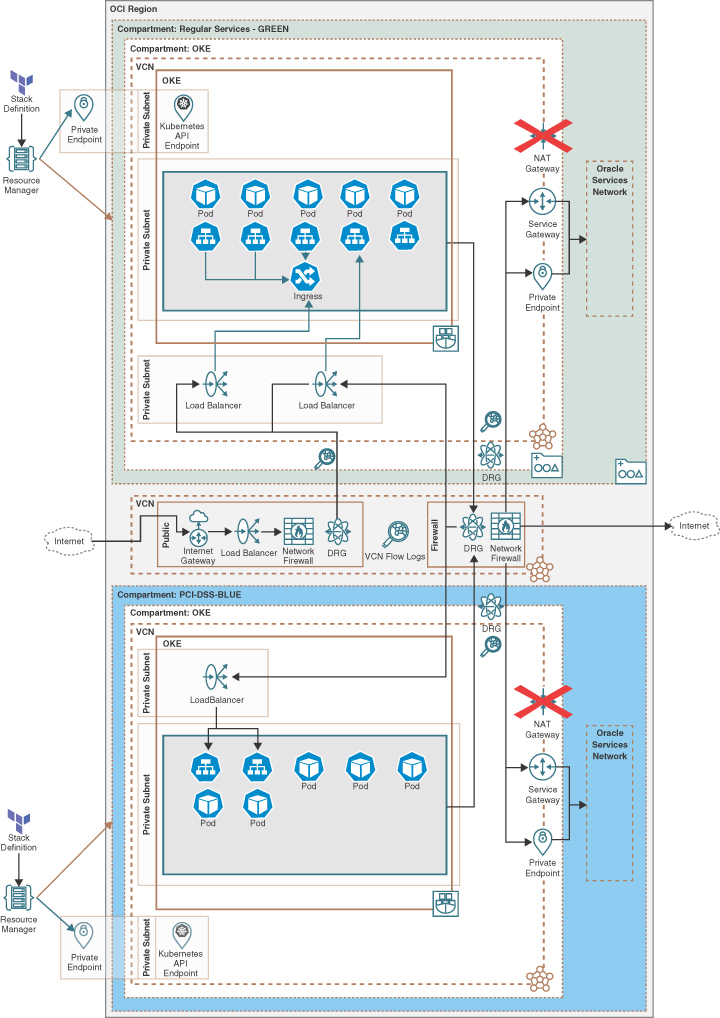 OCI Region
Compartment: Regular Services - GREEN
Compartment: OKE
VCN
OKE
Stack
Definition
Resource
Manager
Private
Endpoint
Private Subnet
Kubernetes
API
Endpoint
NAT
Gateway
Oracle
Services
Network
Private Subnet
Pod
Pod
Pod
Pod
Pod
Ingress
Service
Gateway
Private
Endpoint
Private Subnet
Load Balancer
Load Balancer
DRG
VCN
Internet
Public
Internet
Gateway
Load Balancer
Network
Firewall
DRG
VCN Flow Logs
Firewall
DRG
Network
Firewall
Internet
Compartment: PCI-DSS-BLUE
Compartment: OKE
DRG
VCN
OKE
Private Subnet
LoadBalancer
NAT
Gateway
Oracle
Services
Network
Private Subnet
Pod
Pod
Pod
Pod
Pod
Service
Gateway
Private
Endpoint
Stack
Definition
Resource
Manager
Private
Endpoint
Private Subnet
Kubernetes
API
Endpoint